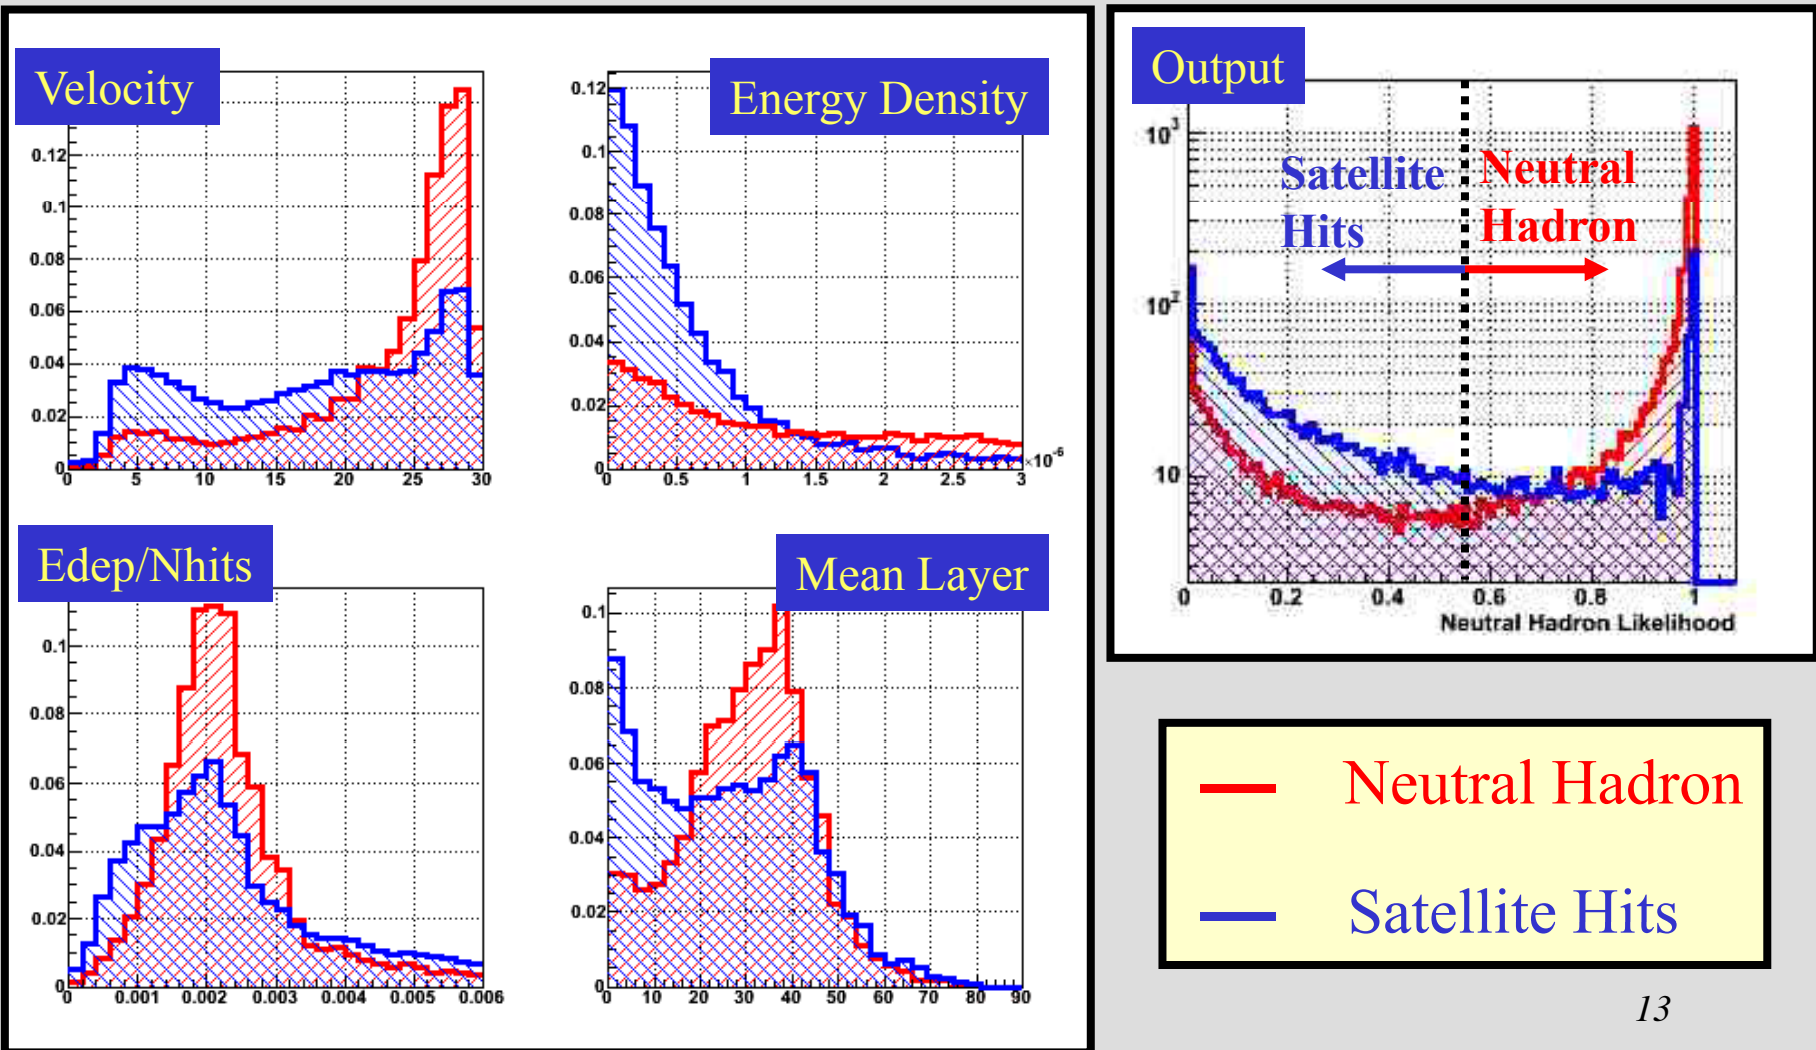 Velocity
0.12
0.1
0.08
0.06
0.04
0.02
0
0 5 10 15 20 25 30
Energy Density
0.12
0.1
0.08
0.06
0.04
0.02
0
0 0.5 1 1.5 2 2.5 3
×10⁻⁶
Edep/Nhits
0.1
0.08
0.06
0.04
0.02
0
0 0.001 0.002 0.003 0.004 0.005 0.006
Mean Layer
0.1
0.08
0.06
0.04
0.02
0
0 10 20 30 40 50 60 70 80 90
Output
10³
10²
10
Satellite
Hits
Neutral
Hadron
0 0.2 0.4 0.6 0.8 1
Neutral Hadron Likelihood
Neutral Hadron
Satellite Hits
13